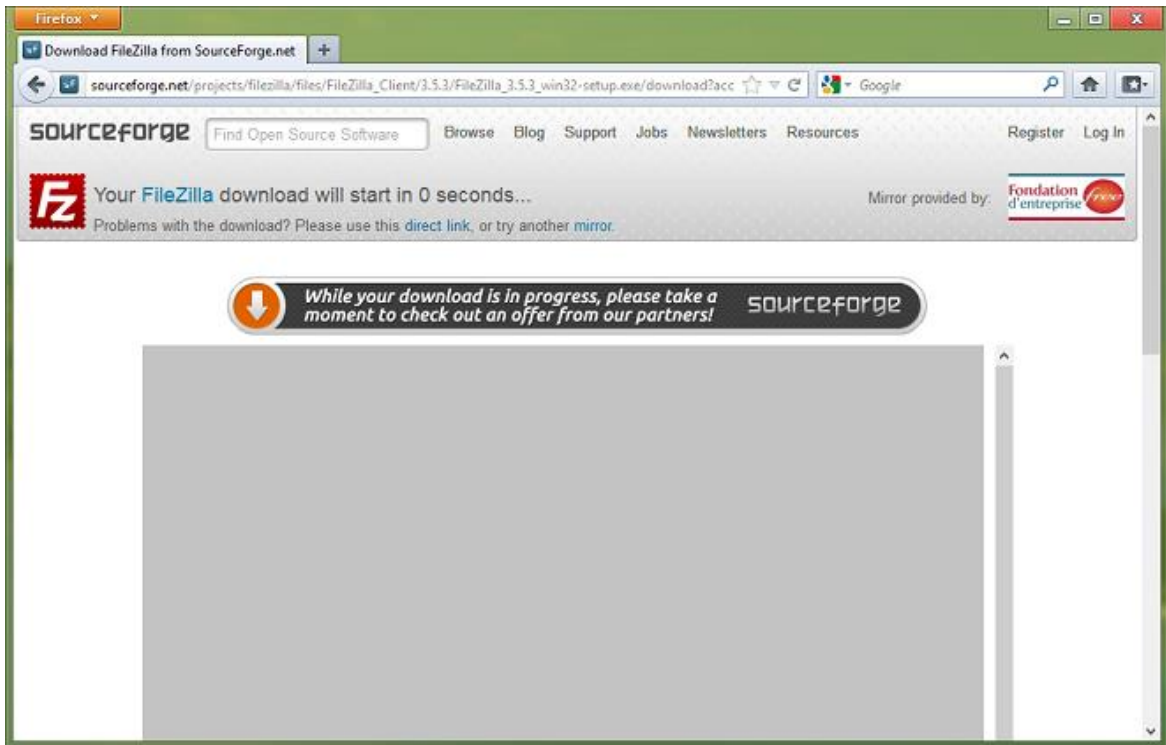 Firefox
Download FileZilla from SourceForge.net
sourceforge.net/projects/filezilla/files/FileZilla_Client/3.5.3/FileZilla_3.5.3_win32-setup.exe/download?acc
Google
sourceforge
Find Open Source Software
Browse Blog Support Jobs Newsletters Resources
Register Log In
Fz
Your FileZilla download will start in 0 seconds...
Problems with the download? Please use this direct link, or try another mirror.
Mirror provided by:
Fondation
d'entreprise free
While your download is in progress, please take a
moment to check out an offer from our partners!
sourceforge